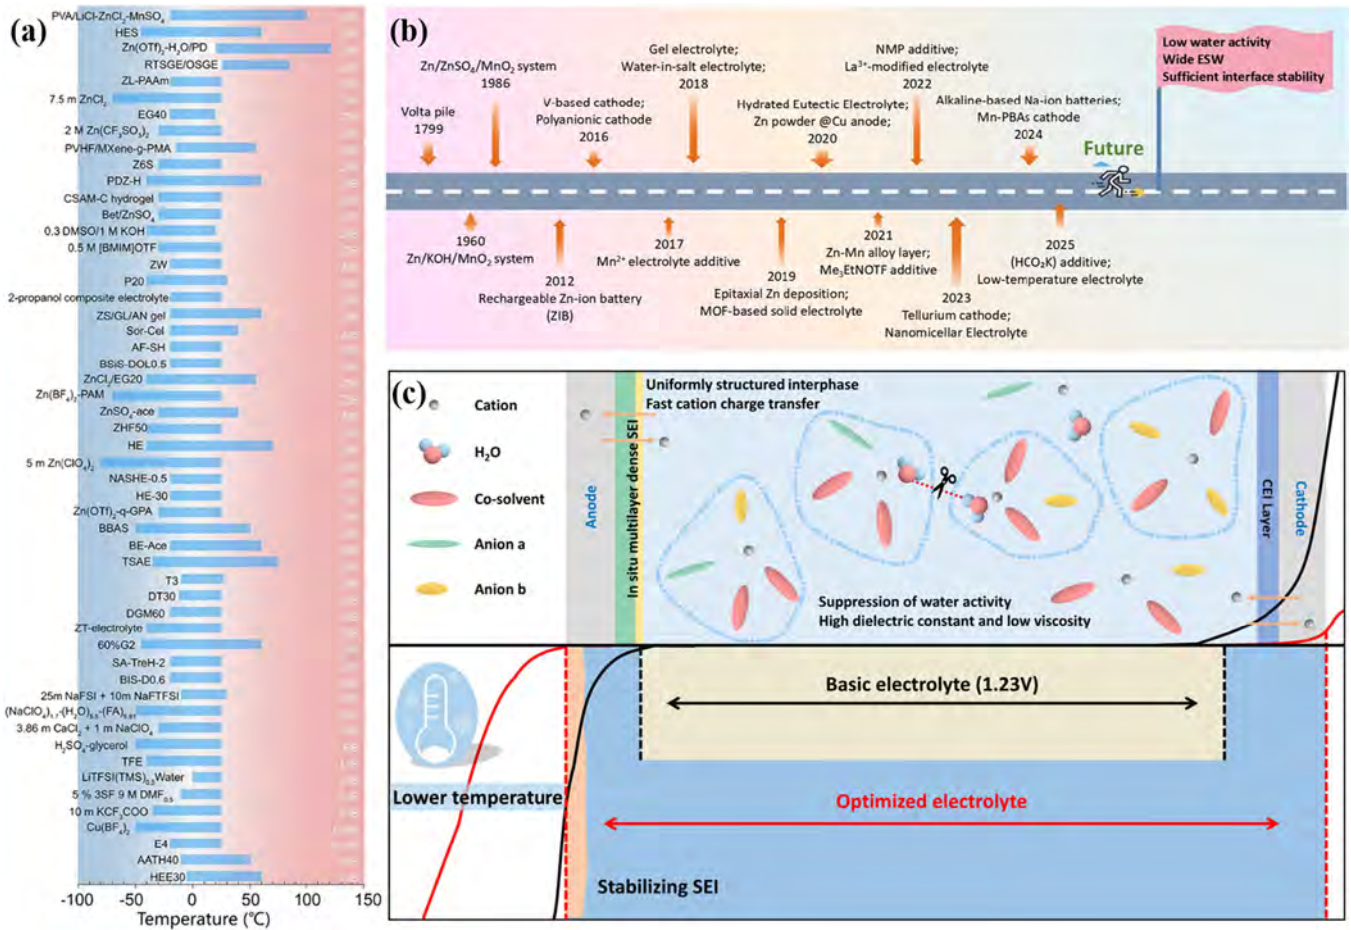 (a)
PVA/LiCl-ZnCl2-MnSO4
HES
Zn(OTf)2-H2O/PD
RTSGE/OSGE
ZL-PAAm
7.5 m ZnCl2
EG40
2 M Zn(CF3SO3)2
PVHF/MXene-g-PMA
Z6S
PDZ-H
CSAM-C hydrogel
Bet/ZnSO4
0.3 DMSO/1 M KOH
0.5 M [BMIM]OTF
ZW
P20
2-propanol composite electrolyte
ZS/GL/AN gel
Sor-Cel
AF-SH
BSiS-DOL0.5
ZnCl2/EG20
Zn(BF4)2-PAM
ZnSO4-ace
ZHF50
HE
5 m Zn(ClO4)2
NASHE-0.5
HE-30
Zn(OTf)2-q-GPA
BBAS
BE-Ace
TSAE
T3
DT30
DGM60
ZT-electrolyte
60%G2
SA-TreH-2
BIS-D0.6
25m NaFSI + 10m NaFTFSI
3.86 m CaCl2 + 1 m NaClO4
H2SO4-glycerol
TFE
LiTFSI(TMS)0.5Water
5 % 3SF 9 M DMF0.5
10 m KCF3COO
Cu(BF4)2
E4
AATH40
HEE30
-100 -50 0 50 100 150
Temperature (℃)
(b)
Volta pile
1799
Zn/ZnSO4/MnO2 system
1986
V-based cathode;
Polyanionic cathode
2016
Gel electrolyte;
Water-in-salt electrolyte;
2018
Hydrated Eutectic Electrolyte;
Zn powder @Cu anode;
2020
NMP additive;
La3+-modified electrolyte
2022
Alkaline-based Na-ion batteries;
Mn-PBAs cathode
2024
Future
Low water activity
Wide ESW
Sufficient interface stability
1960
Zn/KOH/MnO2 system
2012
Rechargeable Zn-ion battery
(ZIB)
2017
Mn2+ electrolyte additive
2019
Epitaxial Zn deposition;
MOF-based solid electrolyte
2021
Zn-Mn alloy layer;
Me3EtNOTF additive
2023
Tellurium cathode;
Nanomicellar Electrolyte
2025
(HCO2K) additive;
Low-temperature electrolyte
(c)
Cation
H2O
Co-solvent
Anion a
Anion b
Anode
In situ multilayer dense SEI
Uniformly structured interphase
Fast cation charge transfer
Suppression of water activity
High dielectric constant and low viscosity
CEI Layer
Cathode
Basic electrolyte (1.23V)
Lower temperature
Optimized electrolyte
Stabilizing SEI